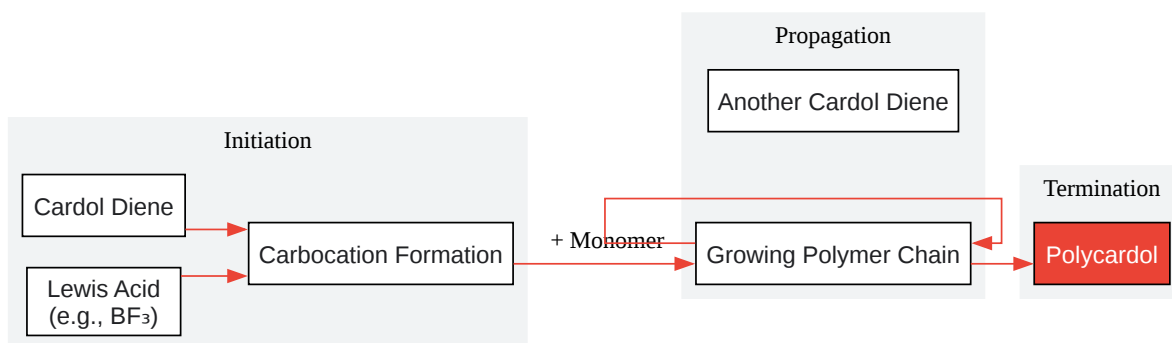 Initiation
Cardol Diene
Lewis Acid
(e.g., BF₃)
Carbocation Formation
+ Monomer
Propagation
Another Cardol Diene
Growing Polymer Chain
Termination
Polycardol